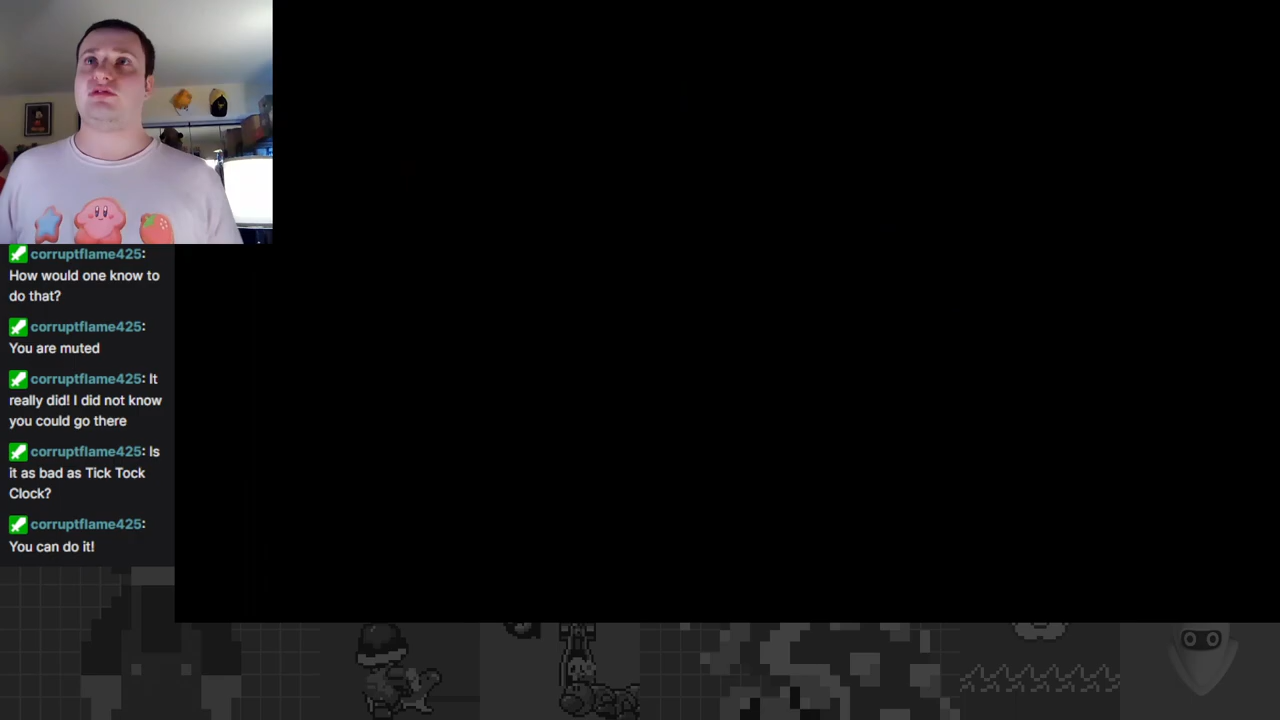 corruptflame425:
How would one know to
do that?
corruptflame425:
You are muted
corruptflame425: It
really did! I did not know
you could go there
corruptflame425: Is
it as bad as Tick Tock
Clock?
corruptflame425:
You can do it!